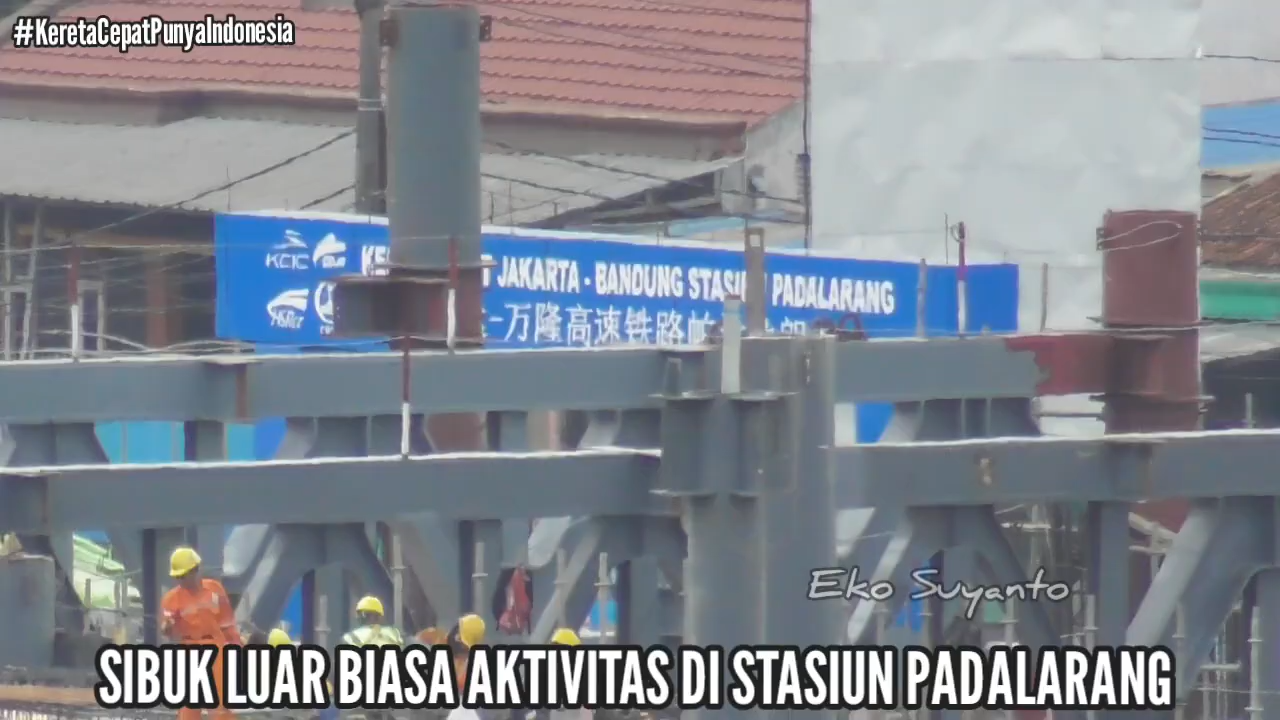 #KeretaCepatPunyaIndonesia
KCIC
JAKARTA - BANDUNG STASIUN PADALARANG
万隆高速铁路帕
Eko Suyanto
SIBUK LUAR BIASA AKTIVITAS DI STASIUN PADALARANG